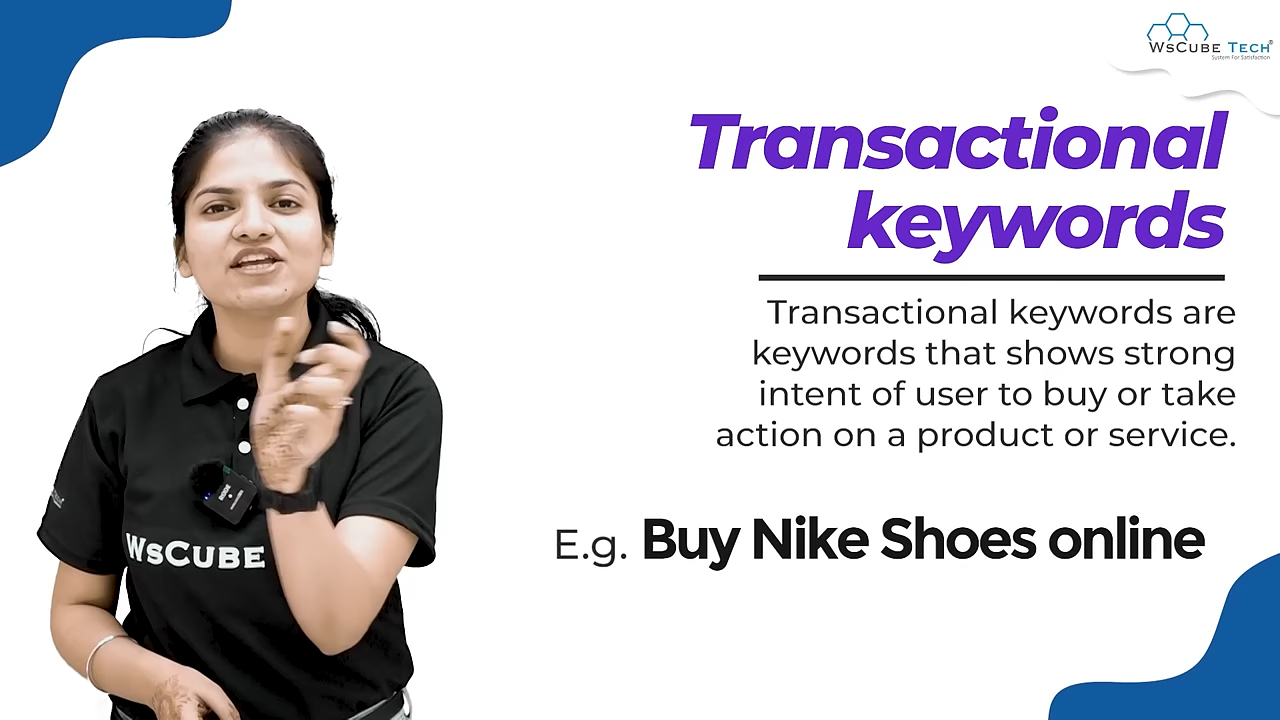 WsCube Tech®
System For Satisfaction
Transactional
keywords
Transactional keywords are
keywords that shows strong
intent of user to buy or take
action on a product or service.
E.g. Buy Nike Shoes online
WsCube